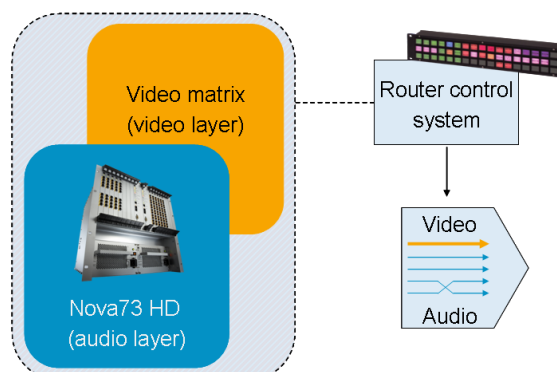 Video matrix
(video layer)
Nova73 HD
(audio layer)
Router control
system
Video
Audio